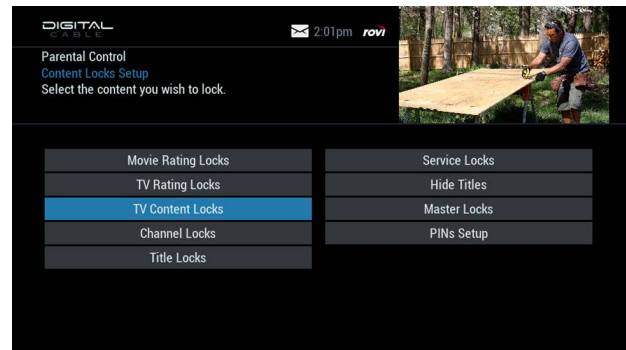 DIGITAL
CABLE
2:01pm rovi
Parental Control
Content Locks Setup
Select the content you wish to lock.
Movie Rating Locks
TV Rating Locks
TV Content Locks
Channel Locks
Title Locks
Service Locks
Hide Titles
Master Locks
PINs Setup